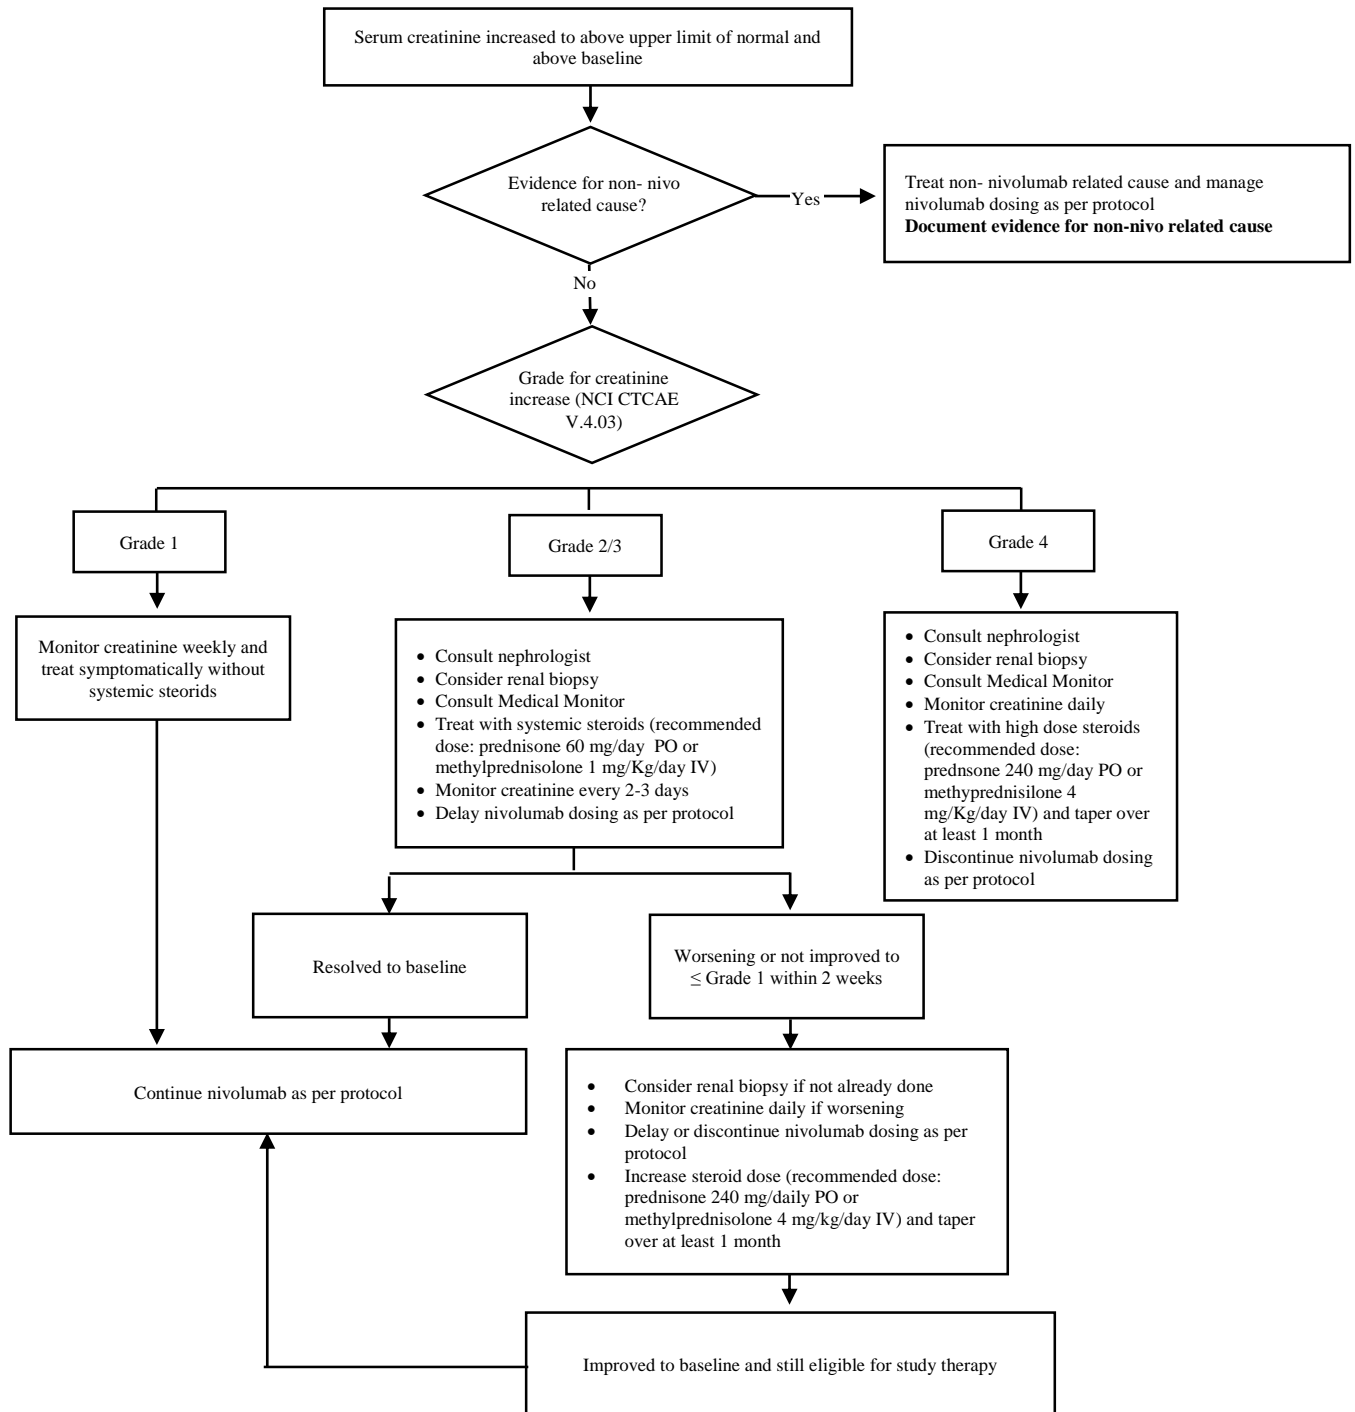 Serum creatinine increased to above upper limit of normal and
above baseline
Evidence for non- nivo
related cause?
Yes
Treat non- nivolumab related cause and manage
nivolumab dosing as per protocol
Document evidence for non-nivo related cause
No
Grade for creatinine
increase (NCI CTCAE
V.4.03)
Grade 1
Grade 2/3
Grade 4
Monitor creatinine weekly and
treat symptomatically without
systemic steorids
• Consult nephrologist
• Consider renal biopsy
• Consult Medical Monitor
• Treat with systemic steroids (recommended
dose: prednisone 60 mg/day PO or
methylprednisolone 1 mg/Kg/day IV)
• Monitor creatinine every 2-3 days
• Delay nivolumab dosing as per protocol
• Consult nephrologist
• Consider renal biopsy
• Consult Medical Monitor
• Monitor creatinine daily
• Treat with high dose steroids
(recommended dose:
prednsone 240 mg/day PO or
methyprednisilone 4
mg/Kg/day IV) and taper over
at least 1 month
• Discontinue nivolumab dosing
as per protocol
Resolved to baseline
Worsening or not improved to
≤ Grade 1 within 2 weeks
Continue nivolumab as per protocol
• Consider renal biopsy if not already done
• Monitor creatinine daily if worsening
• Delay or discontinue nivolumab dosing as per
protocol
• Increase steroid dose (recommended dose:
prednisone 240 mg/daily PO or
methylprednisolone 4 mg/kg/day IV) and taper
over at least 1 month
Improved to baseline and still eligible for study therapy